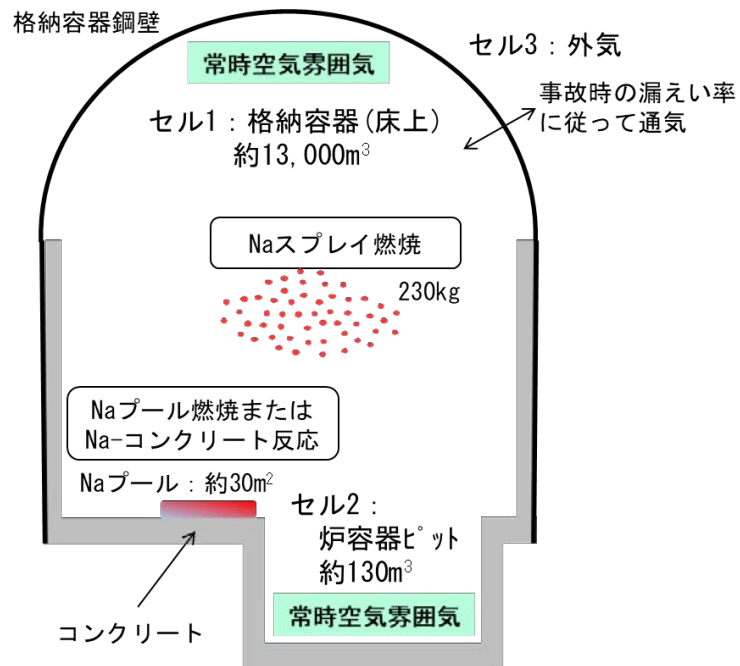 格納容器鋼壁
常時空気雰囲気
セル3：外気
セル1：格納容器(床上)
約13,000m³
事故時の漏えい率
に従って通気
Naスプレイ燃焼
230kg
Naプール燃焼または
Na-コンクリート反応
Naプール：約30m²
セル2：
炉容器ﾋﾟｯﾄ
約130m³
常時空気雰囲気
コンクリート